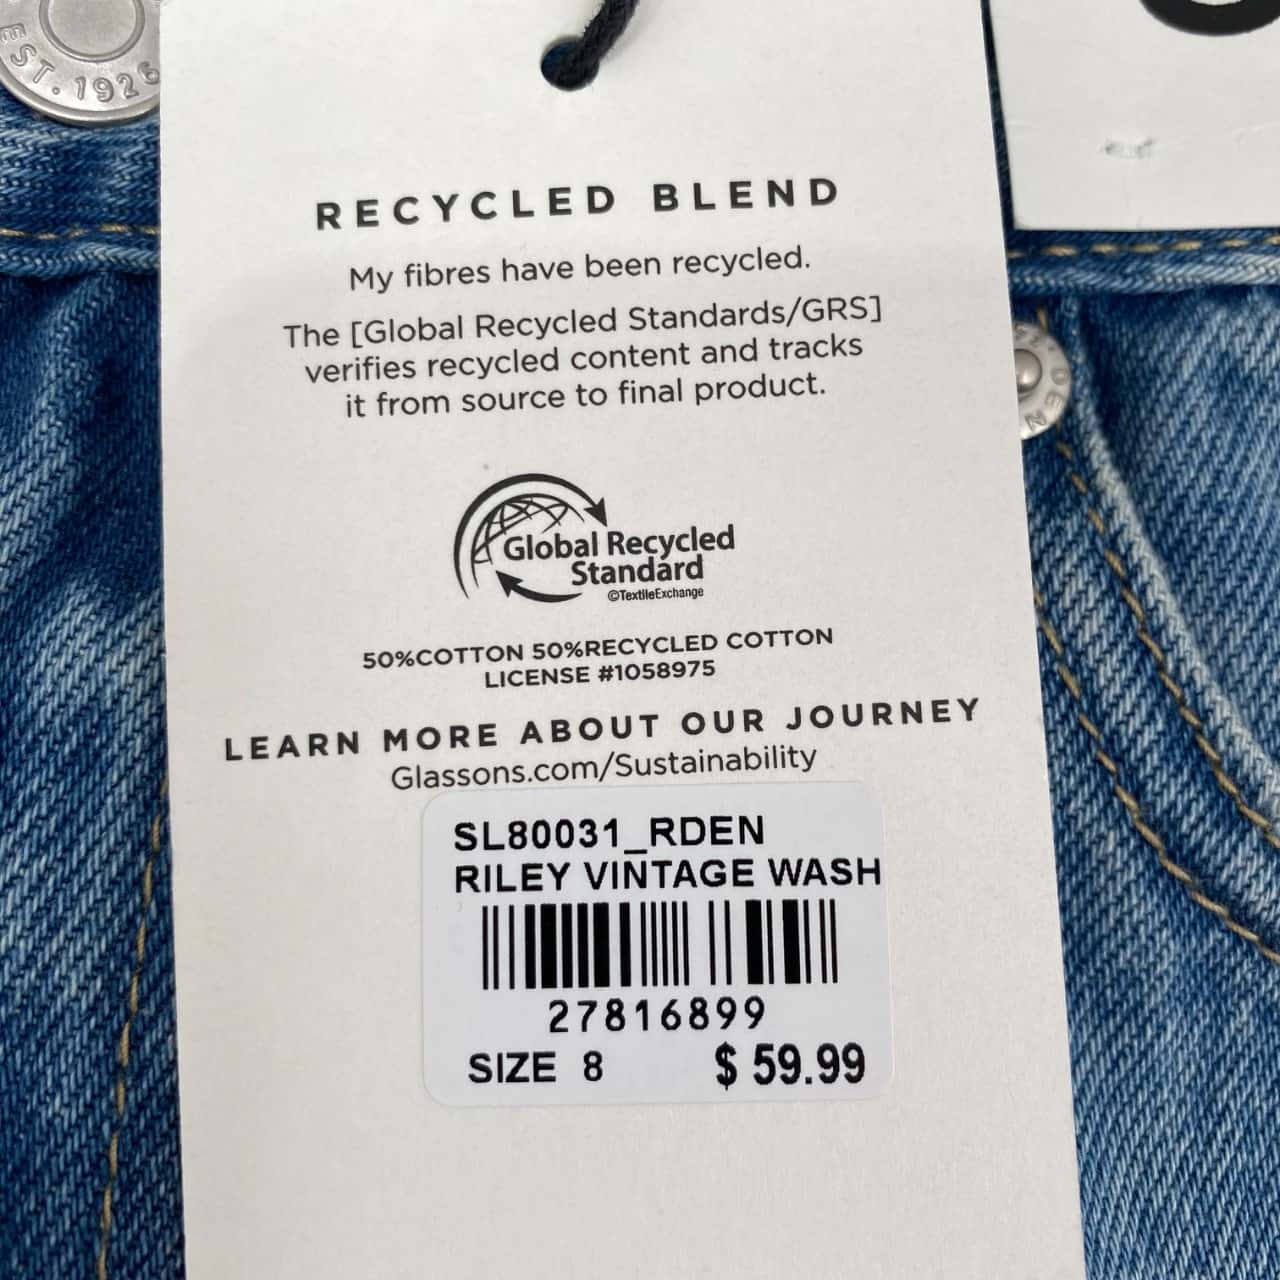 EST. 1926
RECYCLED BLEND
My fibres have been recycled.
The [Global Recycled Standards/GRS]
verifies recycled content and tracks
it from source to final product.
Global Recycled
Standard
©TextileExchange
50%COTTON 50%RECYCLED COTTON
LICENSE #1058975
LEARN MORE ABOUT OUR JOURNEY
Glassons.com/Sustainability
SL80031_RDEN
RILEY VINTAGE WASH
27816899
SIZE 8 $ 59.99